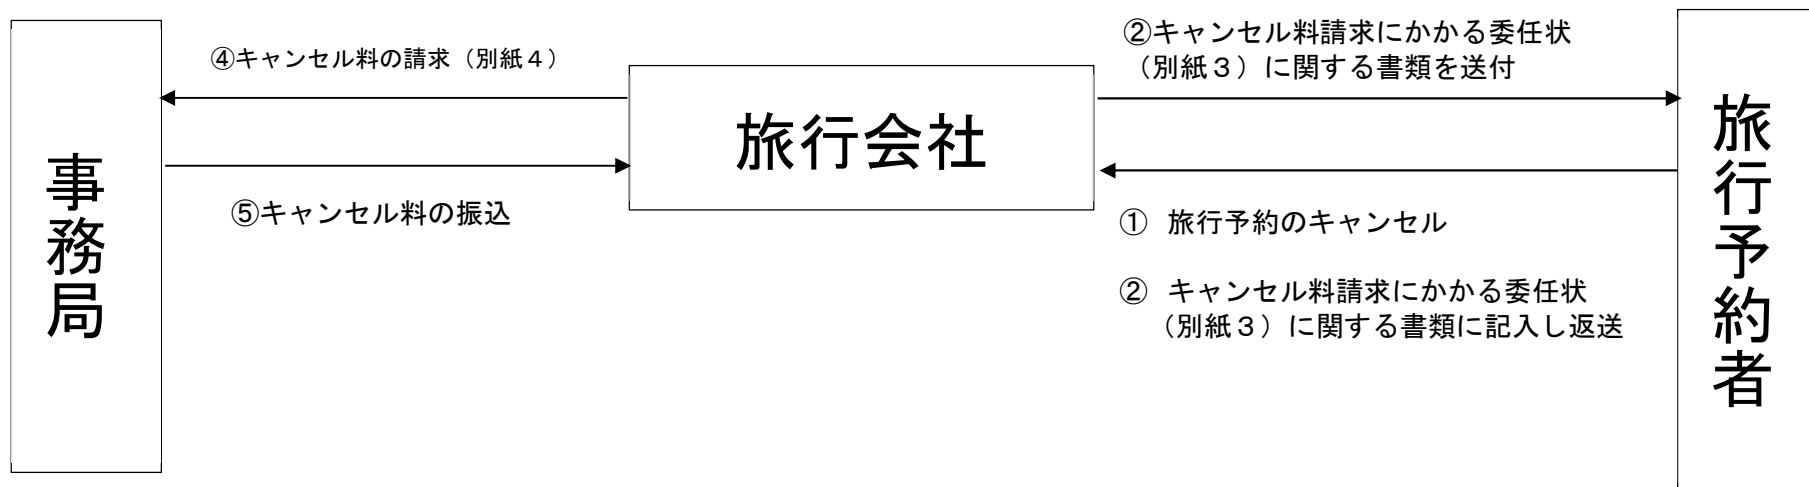 事務局
④キャンセル料の請求（別紙４）
⑤キャンセル料の振込
旅行会社
②キャンセル料請求にかかる委任状
（別紙３）に関する書類を送付
① 旅行予約のキャンセル
② キャンセル料請求にかかる委任状
（別紙３）に関する書類に記入し返送
旅行予約者